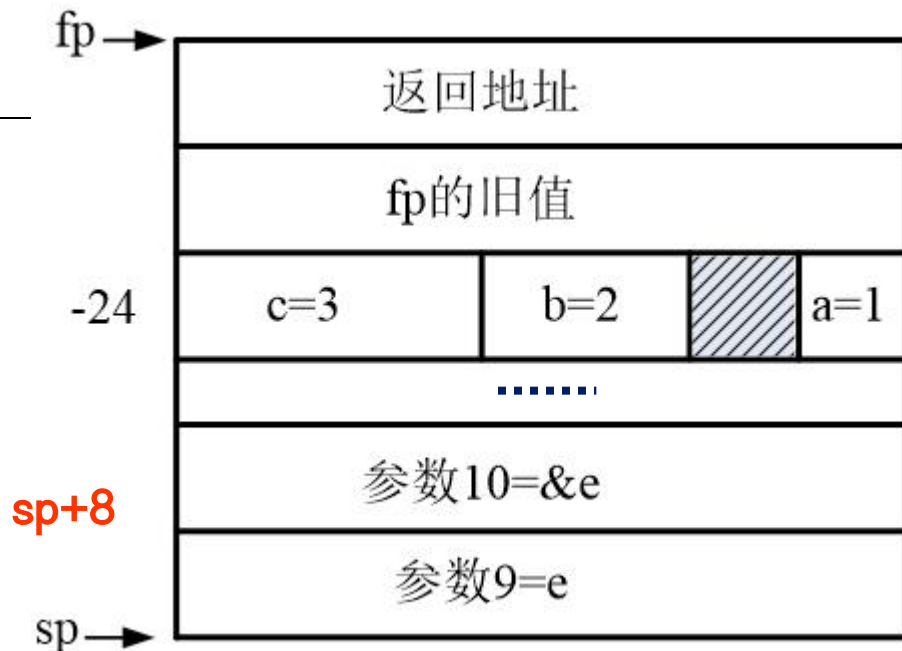 fp
返回地址
fp的旧值
-24 c=3 b=2 a=1
......
参数10=&e
sp+8
参数9=e
sp